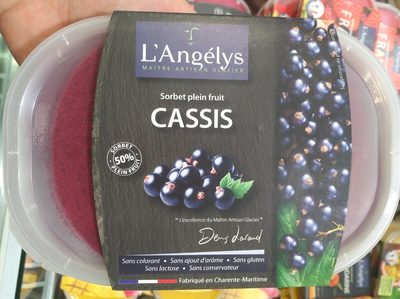 L'Angélys
MAÎTRE ARTISAN GLACIER
Sorbet plein fruit
CASSIS
SORBET
50%
PLEIN FRUIT
"L'excellence du Maître Artisan Glacier"
Sans colorant • Sans ajout d'arôme • Sans gluten
Sans lactose • Sans conservateur
Fabriqué en Charente-Maritime